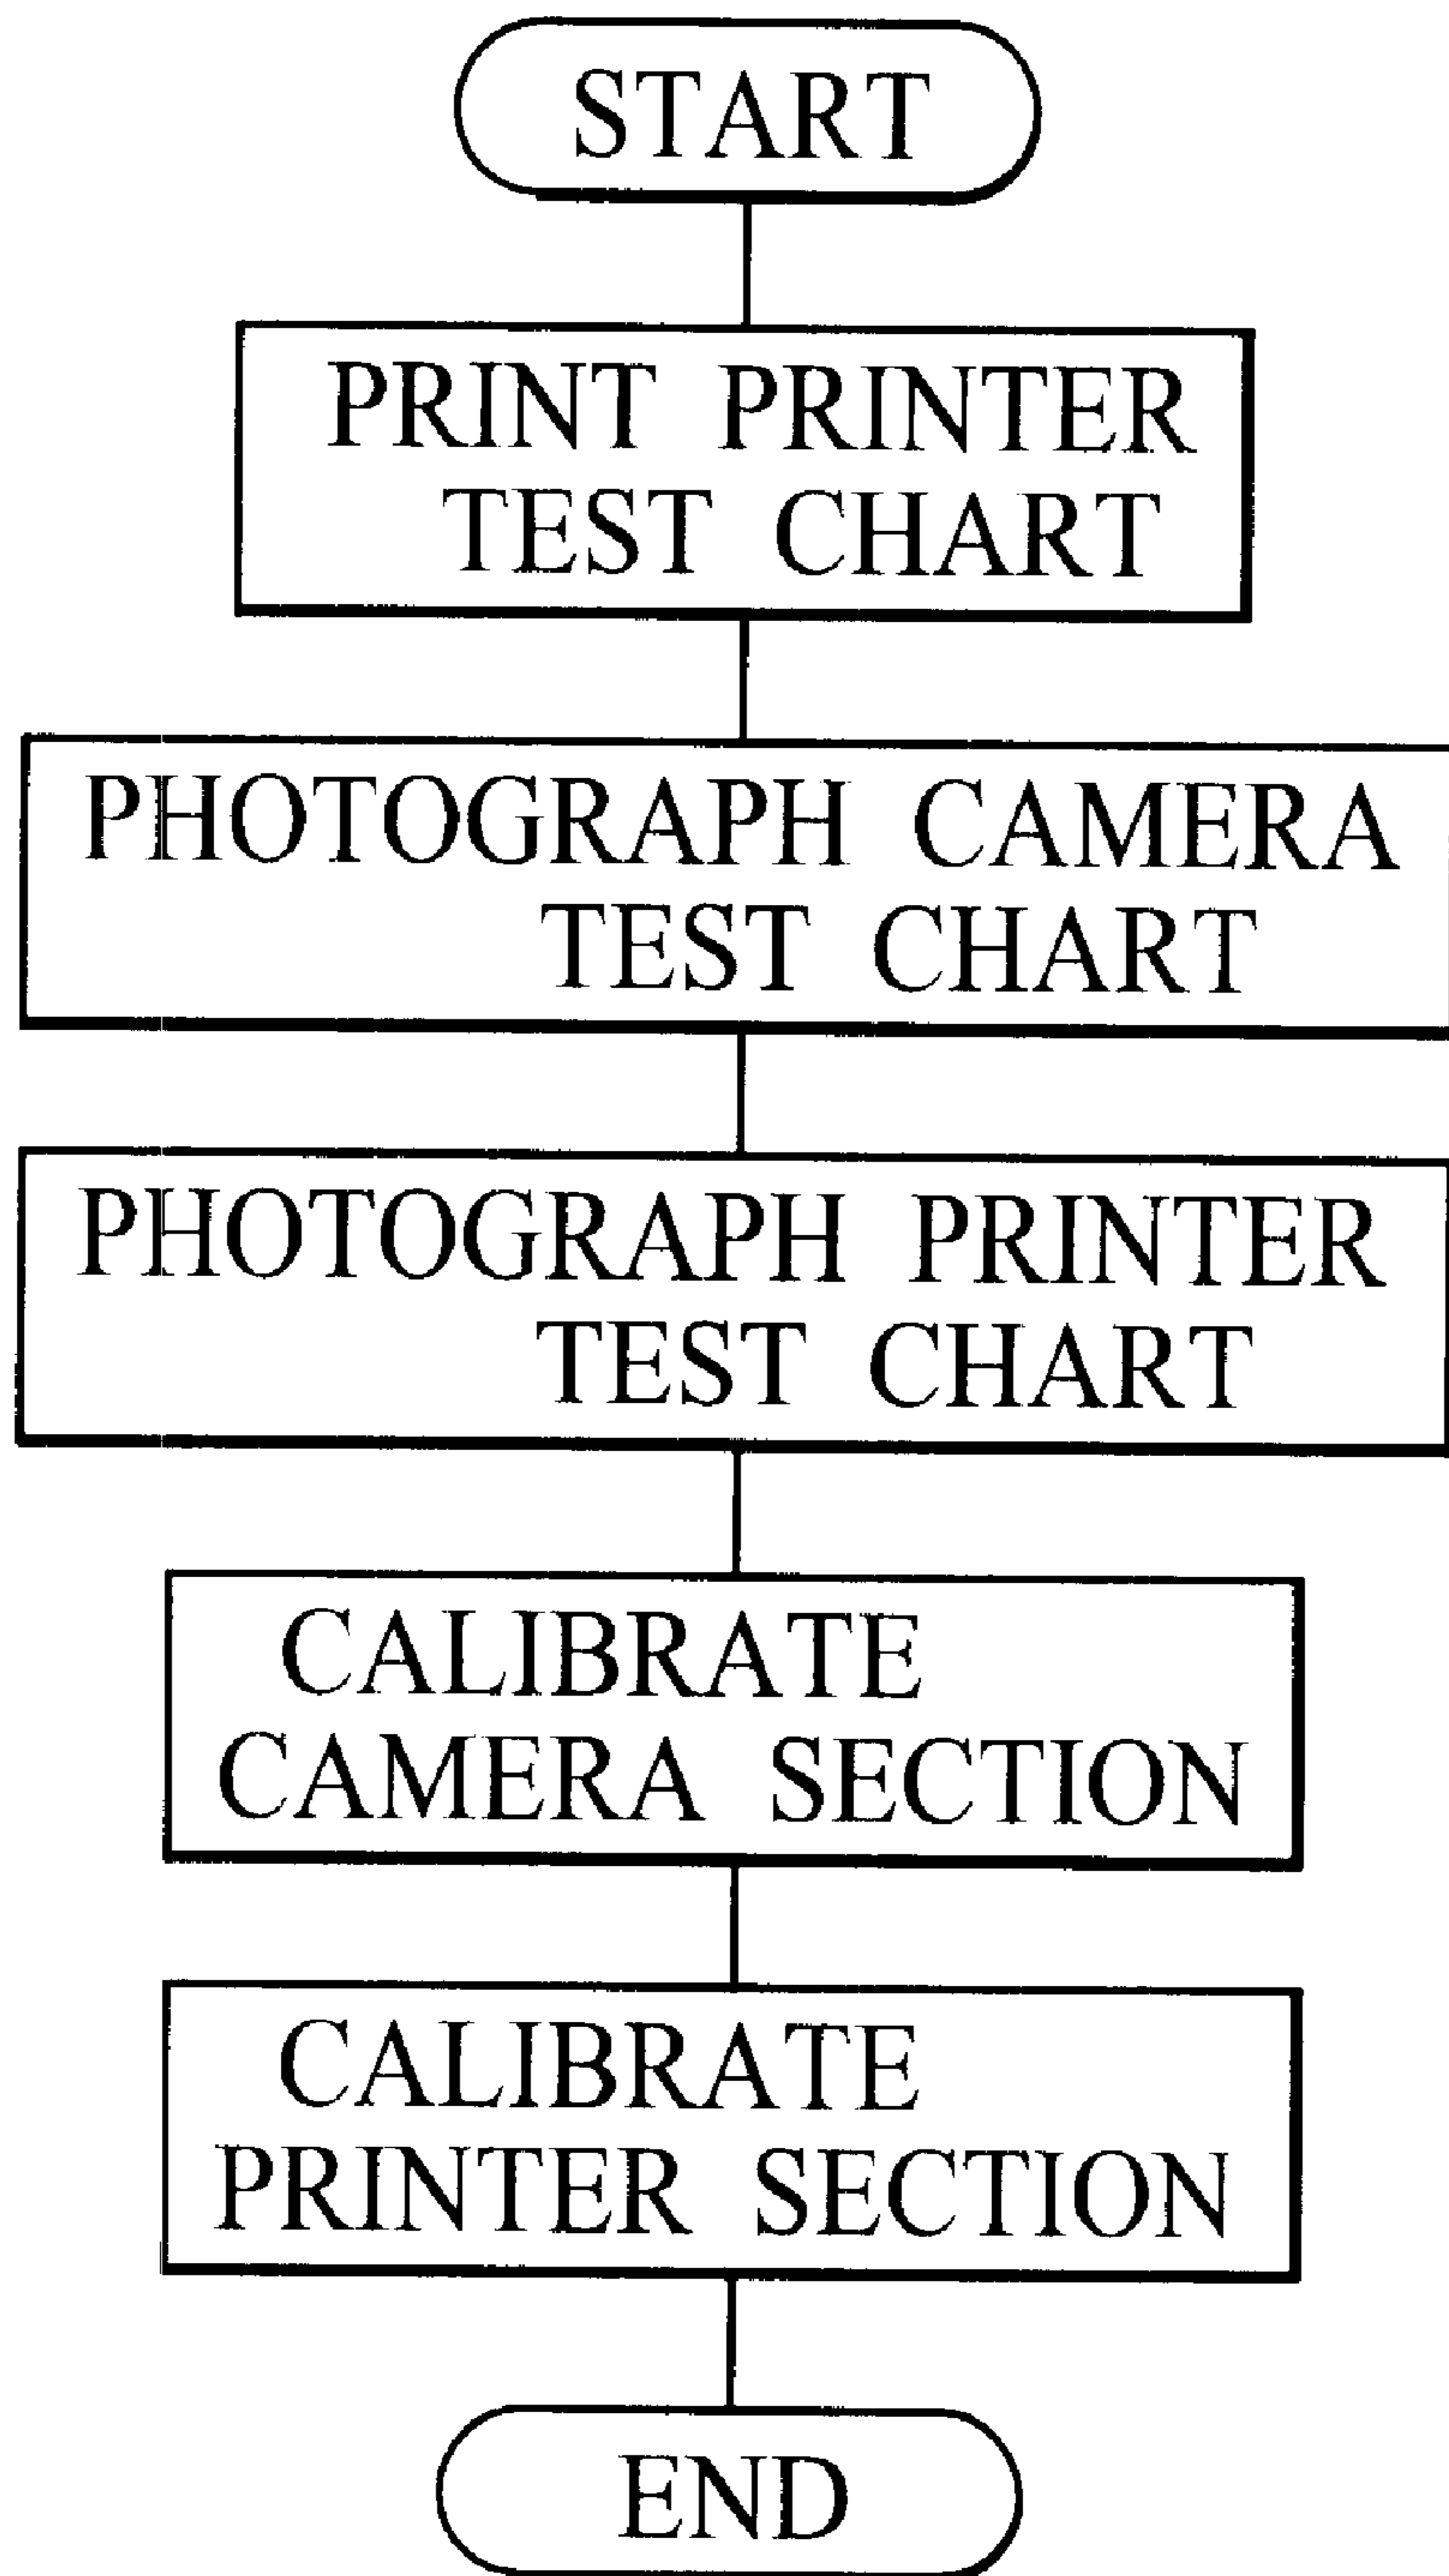 START
PRINT PRINTER
TEST CHART
PHOTOGRAPH CAMERA
TEST CHART
PHOTOGRAPH PRINTER
TEST CHART
CALIBRATE
CAMERA SECTION
CALIBRATE
PRINTER SECTION
END